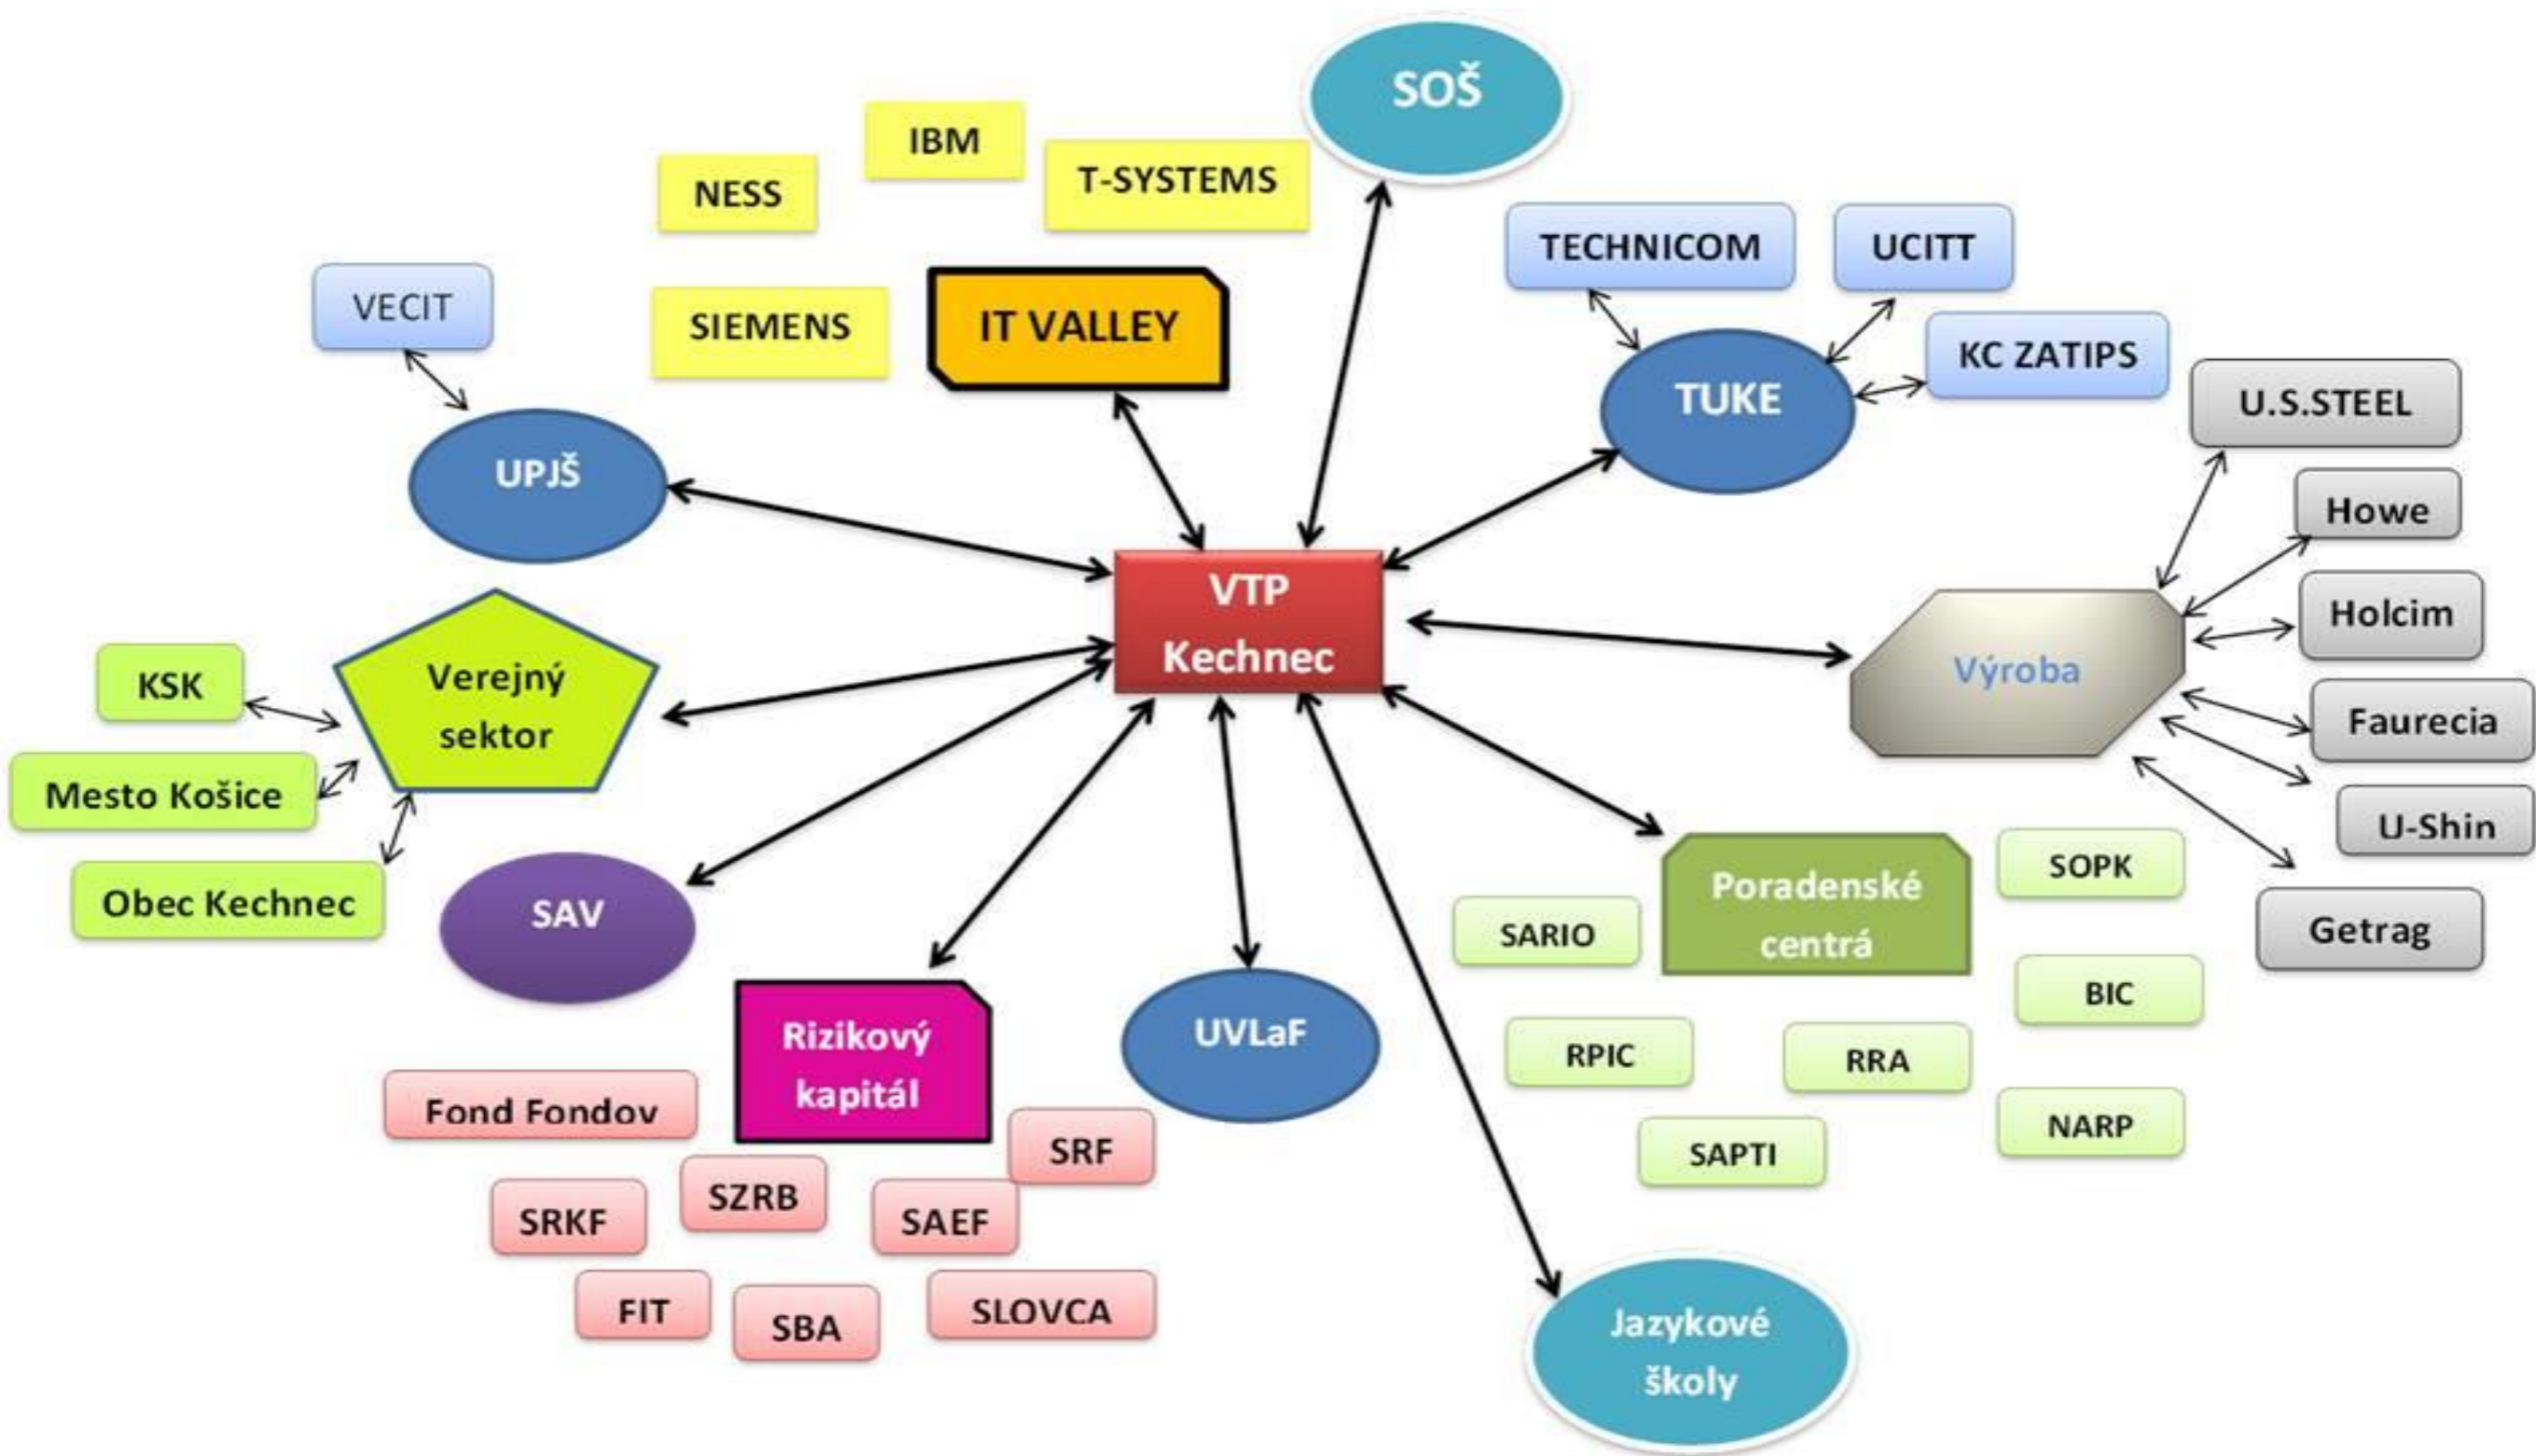 SOŠ
IBM
T-SYSTEMS
NESS
TECHNICOM
UCITT
VECIT
SIEMENS
IT VALLEY
KC ZATIPS
TUKE
U.S.STEEL
UPJŠ
Howe
VTP
Kechnec
Holcim
Verejný
sektor
KSK
Výroba
Faurecia
Mesto Košice
U-Shin
Obec Kechnec
SAV
Poradenské
centrá
SOPK
SARIO
Getrag
BIC
Rizikový
kapitál
UVLaF
RPIC
RRA
Fond Fondov
NARP
SRF
SAPTI
SZRB
SRKF
SAEF
FIT
SBA
SLOVCA
Jazykové
školy